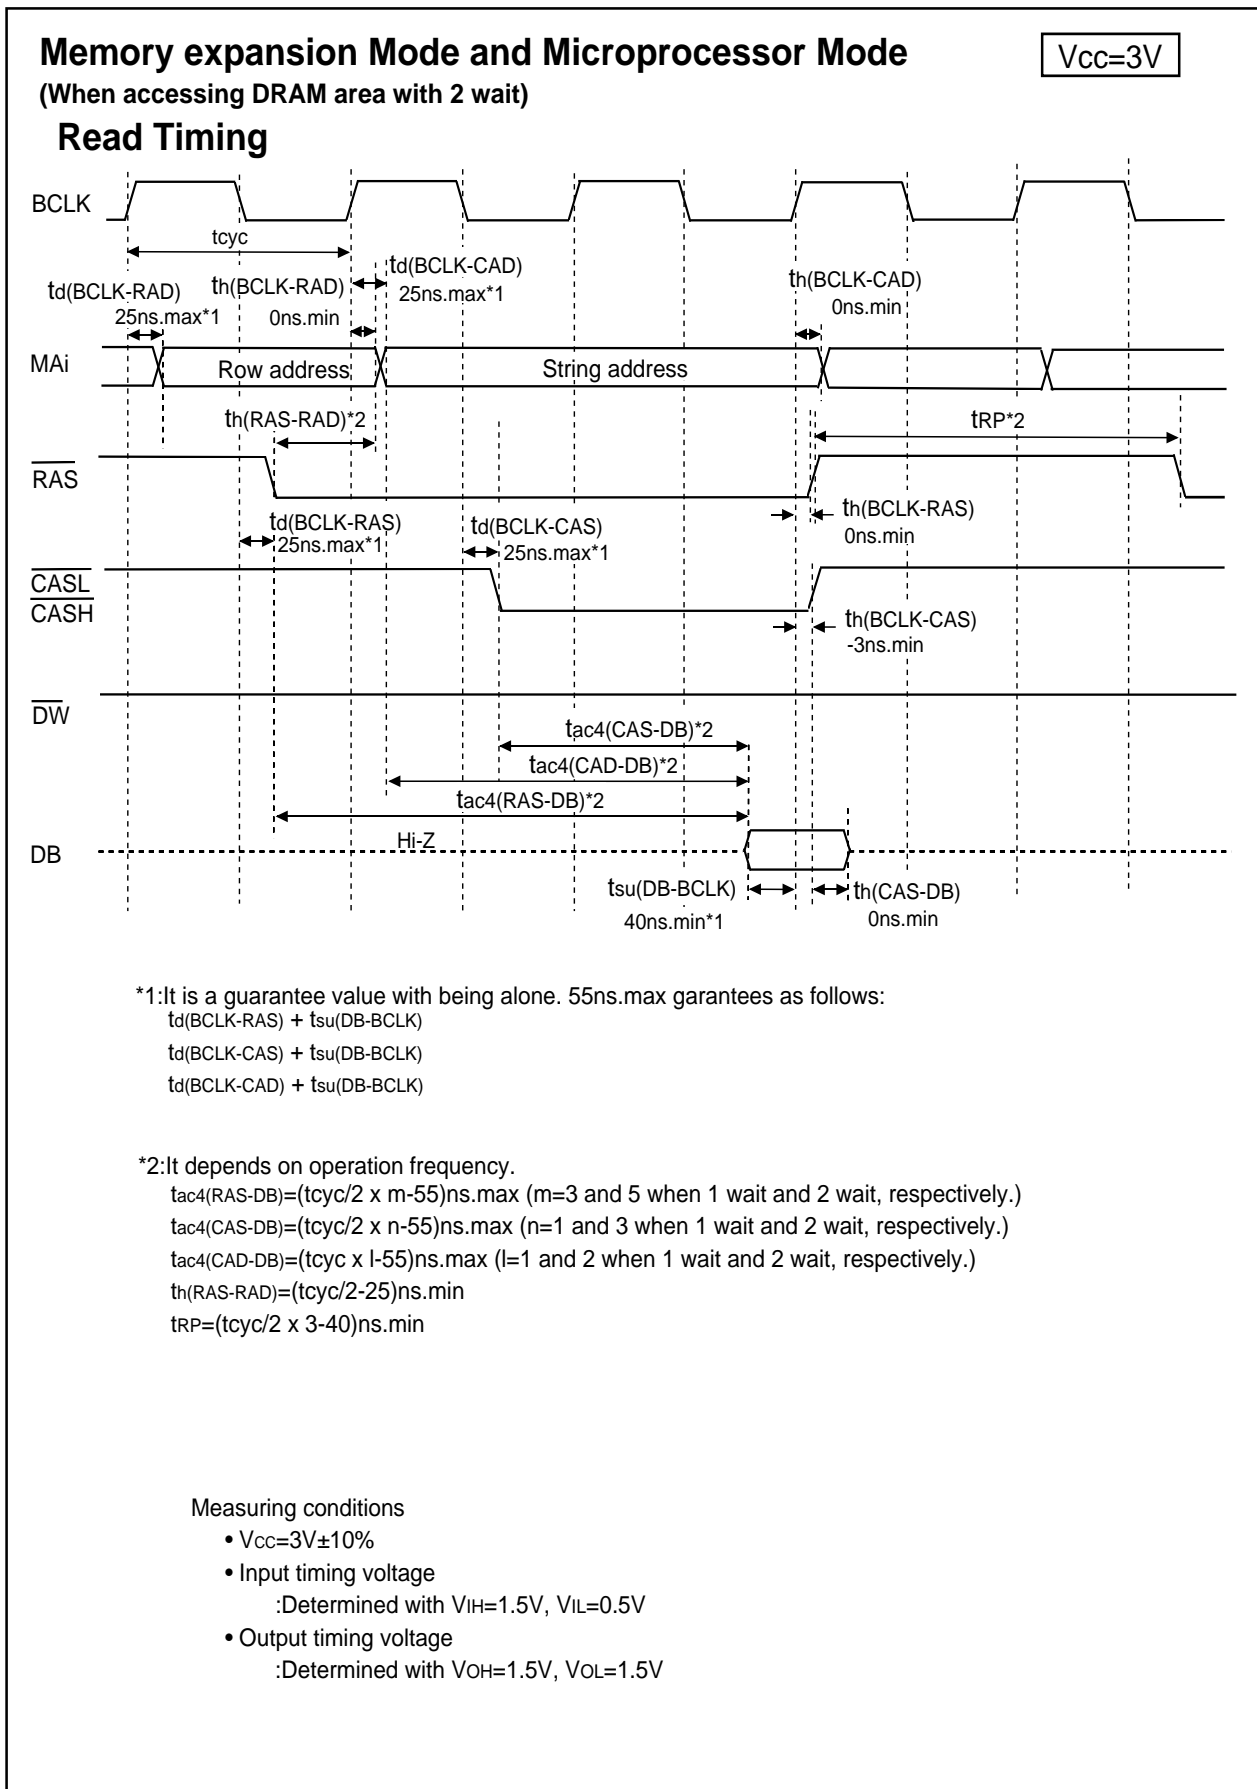 Memory expansion Mode and Microprocessor Mode
Vcc=3V
(When accessing DRAM area with 2 wait)
Read Timing
BCLK
tcyc
td(BCLK-RAD)
25ns.max*1
th(BCLK-RAD)
0ns.min
td(BCLK-CAD)
25ns.max*1
th(BCLK-CAD)
0ns.min
MAi
Row address
String address
th(RAS-RAD)*2
tRP*2
RAS
td(BCLK-RAS)
25ns.max*1
td(BCLK-CAS)
25ns.max*1
th(BCLK-RAS)
0ns.min
CASL
CASH
th(BCLK-CAS)
-3ns.min
DW
tac4(CAS-DB)*2
tac4(CAD-DB)*2
tac4(RAS-DB)*2
DB
Hi-Z
tsu(DB-BCLK)
40ns.min*1
th(CAS-DB)
0ns.min
*1:It is a guarantee value with being alone. 55ns.max garantees as follows:
td(BCLK-RAS) + tsu(DB-BCLK)
td(BCLK-CAS) + tsu(DB-BCLK)
td(BCLK-CAD) + tsu(DB-BCLK)
*2:It depends on operation frequency.
tac4(RAS-DB)=(tcyc/2 x m-55)ns.max (m=3 and 5 when 1 wait and 2 wait, respectively.)
tac4(CAS-DB)=(tcyc/2 x n-55)ns.max (n=1 and 3 when 1 wait and 2 wait, respectively.)
tac4(CAD-DB)=(tcyc x l-55)ns.max (l=1 and 2 when 1 wait and 2 wait, respectively.)
th(RAS-RAD)=(tcyc/2-25)ns.min
tRP=(tcyc/2 x 3-40)ns.min
Measuring conditions
• VCC=3V±10%
• Input timing voltage
:Determined with VIH=1.5V, VIL=0.5V
• Output timing voltage
:Determined with VOH=1.5V, VOL=1.5V